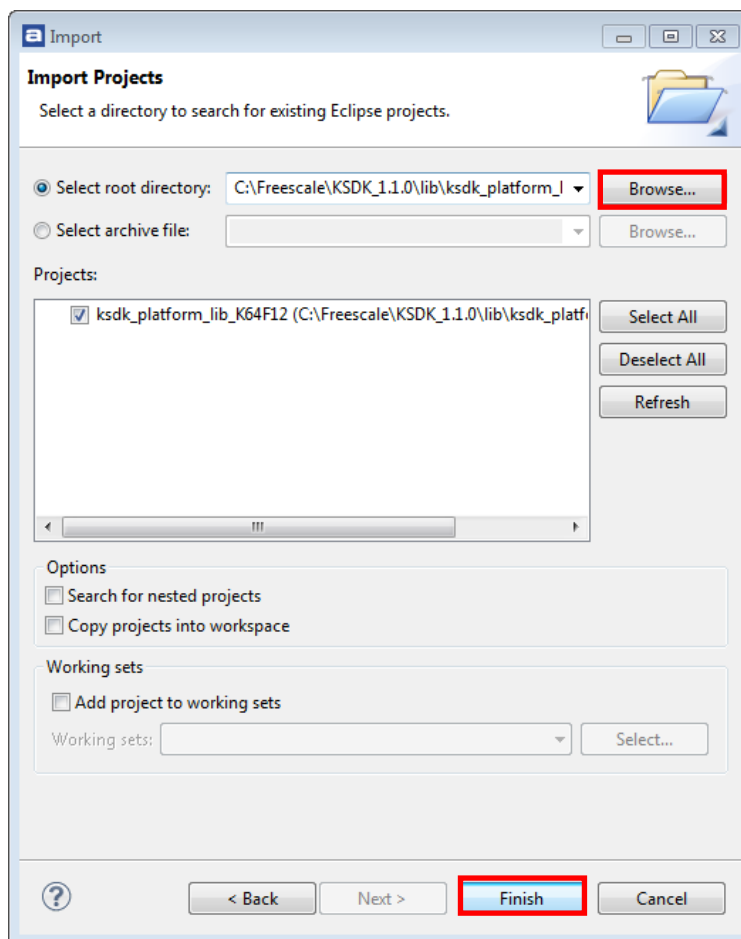 a Import
Import Projects
Select a directory to search for existing Eclipse projects.
Select root directory: C:\Freescale\KSDK_1.1.0\lib\ksdk_platform_l Browse...
Select archive file: Browse...
Projects:
ksdk_platform_lib_K64F12 (C:\Freescale\KSDK_1.1.0\lib\ksdk_platf
Select All
Deselect All
Refresh
Options
Search for nested projects
Copy projects into workspace
Working sets
Add project to working sets
Working sets: Select...
? < Back Next > Finish Cancel